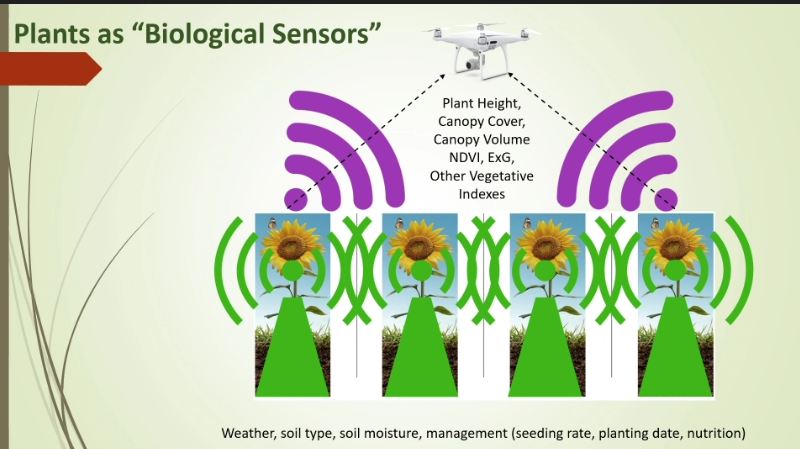 Plants as “Biological Sensors”
Plant Height,
Canopy Cover,
Canopy Volume
NDVI, ExG,
Other Vegetative
Indexes
Weather, soil type, soil moisture, management (seeding rate, planting date, nutrition)